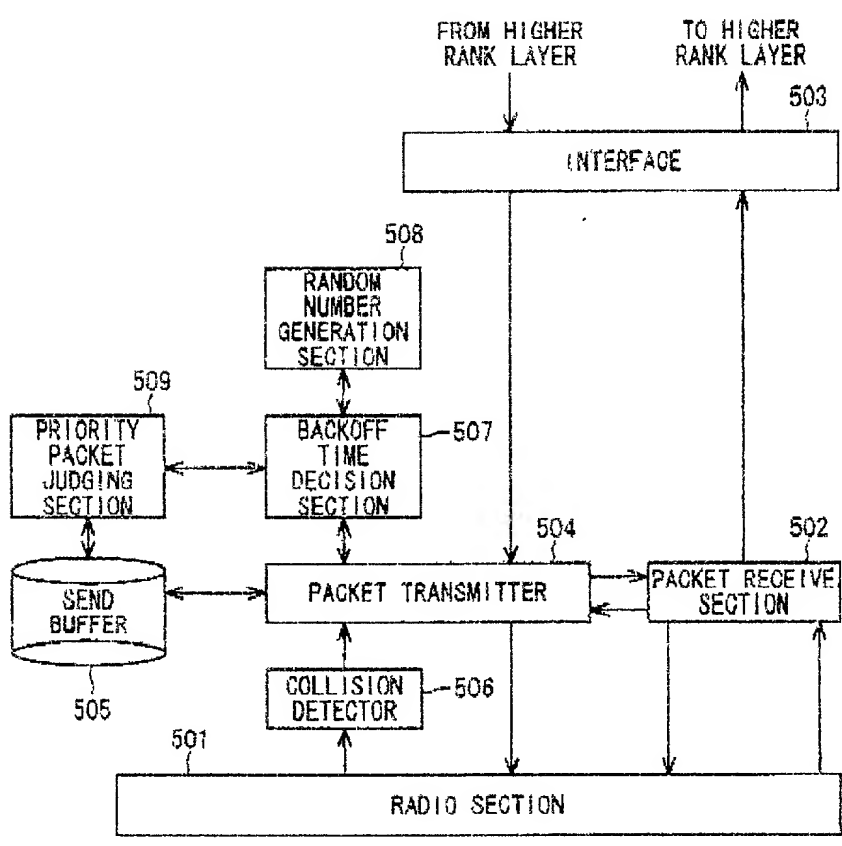 FROM HIGHER
RANK LAYER
TO HIGHER
RANK LAYER
503
INTERFACE
508
RANDOM
NUMBER
GENERATION
SECTION
509
PRIORITY
PACKET
JUDGING
SECTION
BACKOFF
TIME
DECISION
SECTION
507
504
502
SEND
BUFFER
PACKET TRANSMITTER
PACKET RECEIVE
SECTION
505
COLLISION
DETECTOR
506
501
RADIO SECTION